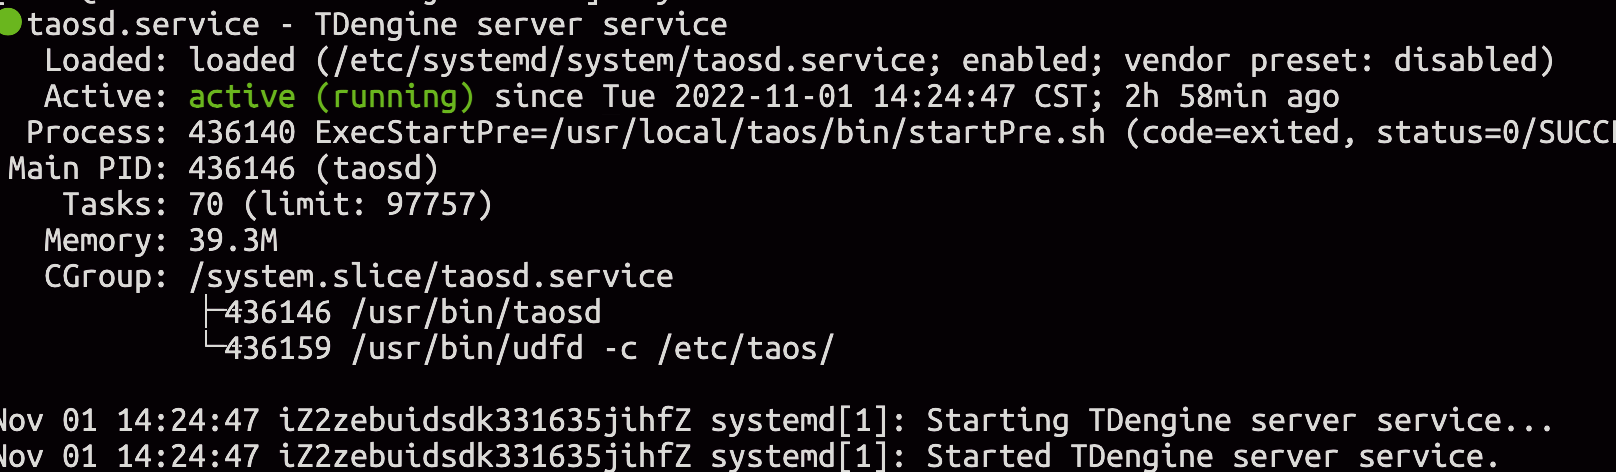 taosd.service - TDengine server service
Loaded: loaded (/etc/systemd/system/taosd.service; enabled; vendor preset: disabled)
Active: active (running) since Tue 2022-11-01 14:24:47 CST; 2h 58min ago
Process: 436140 ExecStartPre=/usr/local/taos/bin/startPre.sh (code=exited, status=0/SUCC
Main PID: 436146 (taosd)
Tasks: 70 (limit: 97757)
Memory: 39.3M
CGroup: /system.slice/taosd.service
├─436146 /usr/bin/taosd
└─436159 /usr/bin/udfd -c /etc/taos/
Nov 01 14:24:47 iZ2zebuidsdk331635jihfZ systemd[1]: Starting TDengine server service...
Nov 01 14:24:47 iZ2zebuidsdk331635jihfZ systemd[1]: Started TDengine server service.